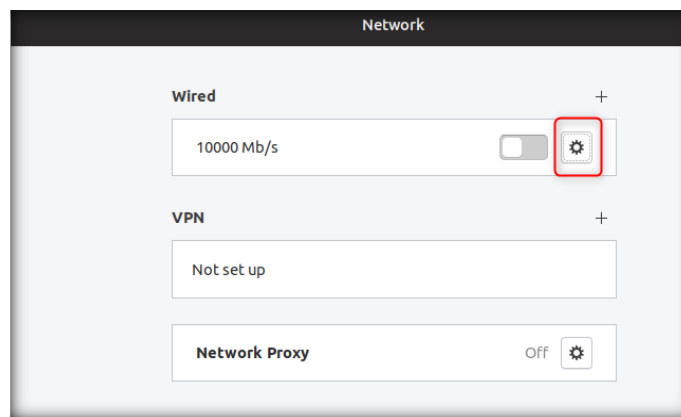 Network
Wired
10000 Mb/s
VPN
Not set up
Network Proxy Off